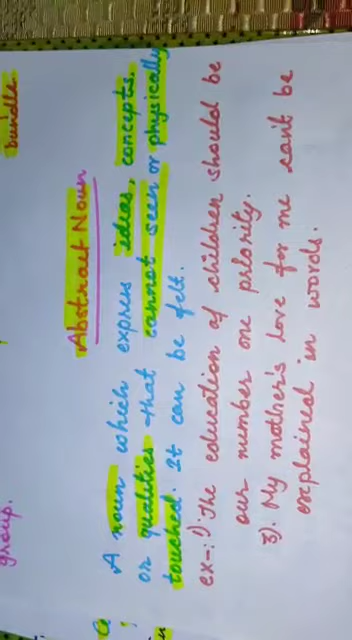 bundle
Abstract Noun
A noun which express ideas, concepts,
or qualities that cannot seen or physically
touched. It can be felt.
ex-: 1) The education of children should be
our number one priority.
3). My mothers love for me can't be
explained in words.
group.